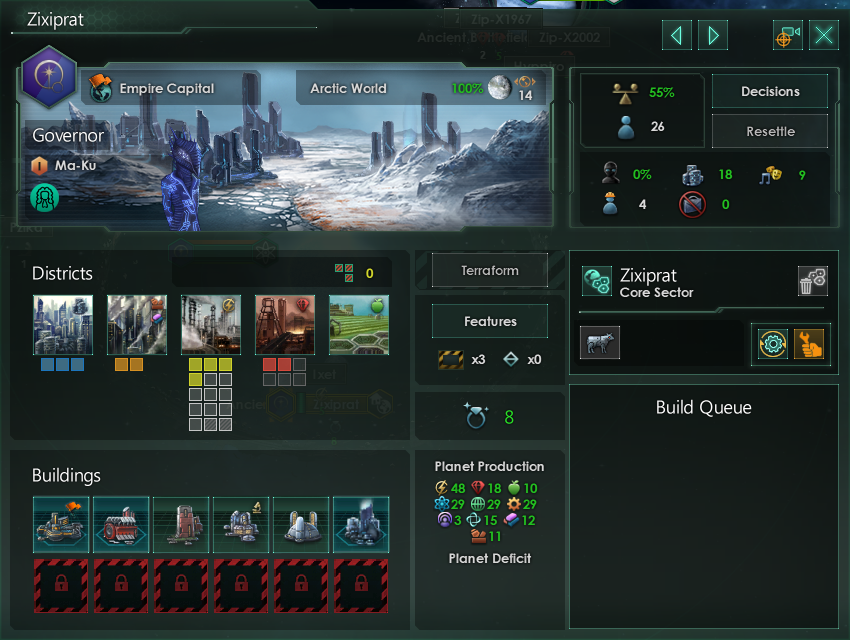 Zixiprat
Zip-X1967
Zip-X2002
Empire Capital
Arctic World
100%
14
Governor
Ma-Ku
55%
26
Decisions
Resettle
0%
18
9
4
0
Districts
0
Terraform
Features
x3
x0
8
Zixiprat
Core Sector
Zixiprat
Build Queue
Buildings
Planet Production
48 18 10
29 29 29
3 15 12
11
Planet Deficit